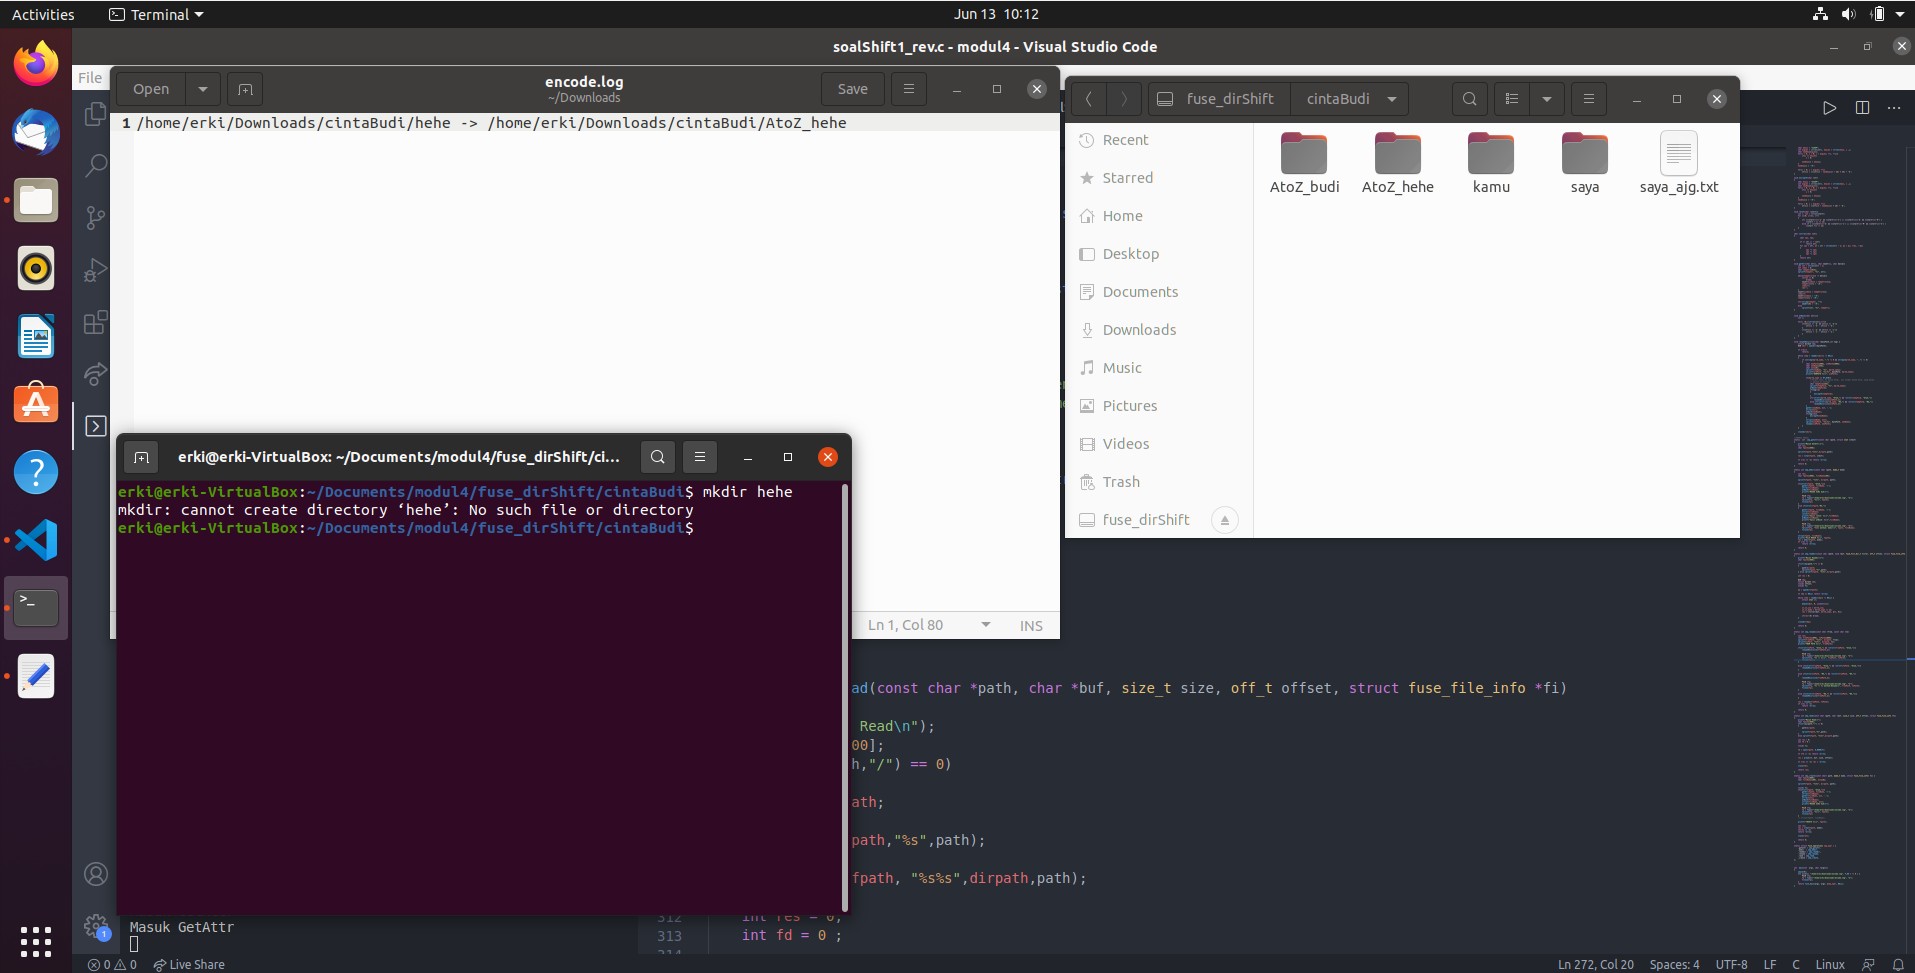 Activities
Terminal
Jun 13 10:12
soalShift1_rev.c - modul4 - Visual Studio Code
File
Open
encode.log
~/Downloads
Save
1 /home/erki/Downloads/cintaBudi/hehe -> /home/erki/Downloads/cintaBudi/AtoZ_hehe
Ln 1, Col 80
INS
fuse_dirShift
cintaBudi
Recent
Starred
Home
Desktop
Documents
Downloads
Music
Pictures
Videos
Trash
fuse_dirShift
AtoZ_budi
AtoZ_hehe
kamu
saya
saya_ajg.txt
erki@erki-VirtualBox: ~/Documents/modul4/fuse_dirShift/ci...
erki@erki-VirtualBox:~/Documents/modul4/fuse_dirShift/cintaBudi$ mkdir hehe
mkdir: cannot create directory ‘hehe’: No such file or directory
erki@erki-VirtualBox:~/Documents/modul4/fuse_dirShift/cintaBudi$
ad(const char *path, char *buf, size_t size, off_t offset, struct fuse_file_info *fi)
Read\n");
00];
h,"/") == 0)
ath;
path,"%s",path);
fpath, "%s%s",dirpath,path);
312 int res = 0;
313 int fd = 0 ;
314
Masuk GetAttr
1
0 0
Live Share
Ln 272, Col 20
Spaces: 4
UTF-8
LF
C
Linux